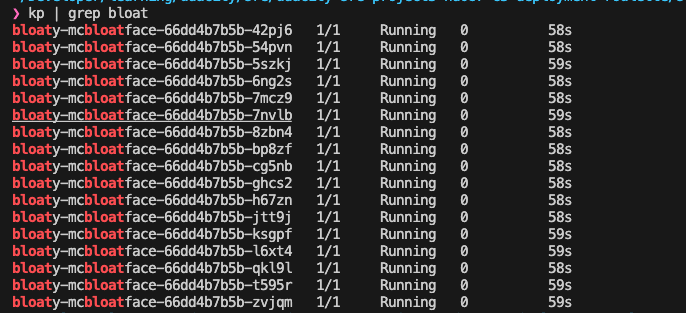 ❯ kp | grep bloat
bloaty-mcbloatface-66dd4b7b5b-42pj6 1/1 Running 0 58s
bloaty-mcbloatface-66dd4b7b5b-54pvn 1/1 Running 0 58s
bloaty-mcbloatface-66dd4b7b5b-5szkj 1/1 Running 0 59s
bloaty-mcbloatface-66dd4b7b5b-6ng2s 1/1 Running 0 58s
bloaty-mcbloatface-66dd4b7b5b-7mcz9 1/1 Running 0 58s
bloaty-mcbloatface-66dd4b7b5b-7nvlb 1/1 Running 0 59s
bloaty-mcbloatface-66dd4b7b5b-8zbn4 1/1 Running 0 58s
bloaty-mcbloatface-66dd4b7b5b-bp8zf 1/1 Running 0 58s
bloaty-mcbloatface-66dd4b7b5b-cg5nb 1/1 Running 0 58s
bloaty-mcbloatface-66dd4b7b5b-ghcs2 1/1 Running 0 58s
bloaty-mcbloatface-66dd4b7b5b-h67zn 1/1 Running 0 58s
bloaty-mcbloatface-66dd4b7b5b-jtt9j 1/1 Running 0 58s
bloaty-mcbloatface-66dd4b7b5b-ksgpf 1/1 Running 0 59s
bloaty-mcbloatface-66dd4b7b5b-l6xt4 1/1 Running 0 59s
bloaty-mcbloatface-66dd4b7b5b-qkl9l 1/1 Running 0 58s
bloaty-mcbloatface-66dd4b7b5b-t595r 1/1 Running 0 59s
bloaty-mcbloatface-66dd4b7b5b-zvjqm 1/1 Running 0 59s